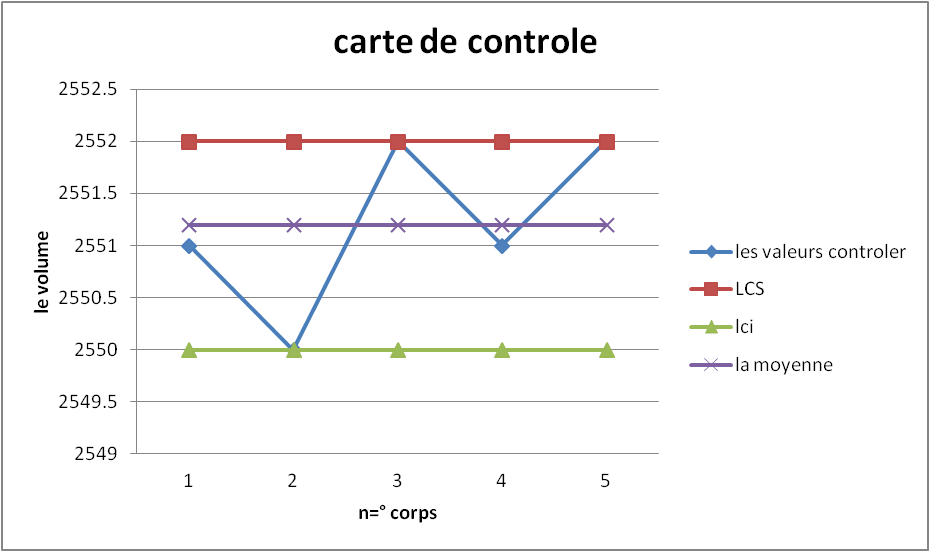 carte de controle
2552.5
2552
2551.5
2551
2550.5
2550
2549.5
2549
le volume
1 2 3 4 5
n=° corps
les valeurs controler
LCS
lci
la moyenne